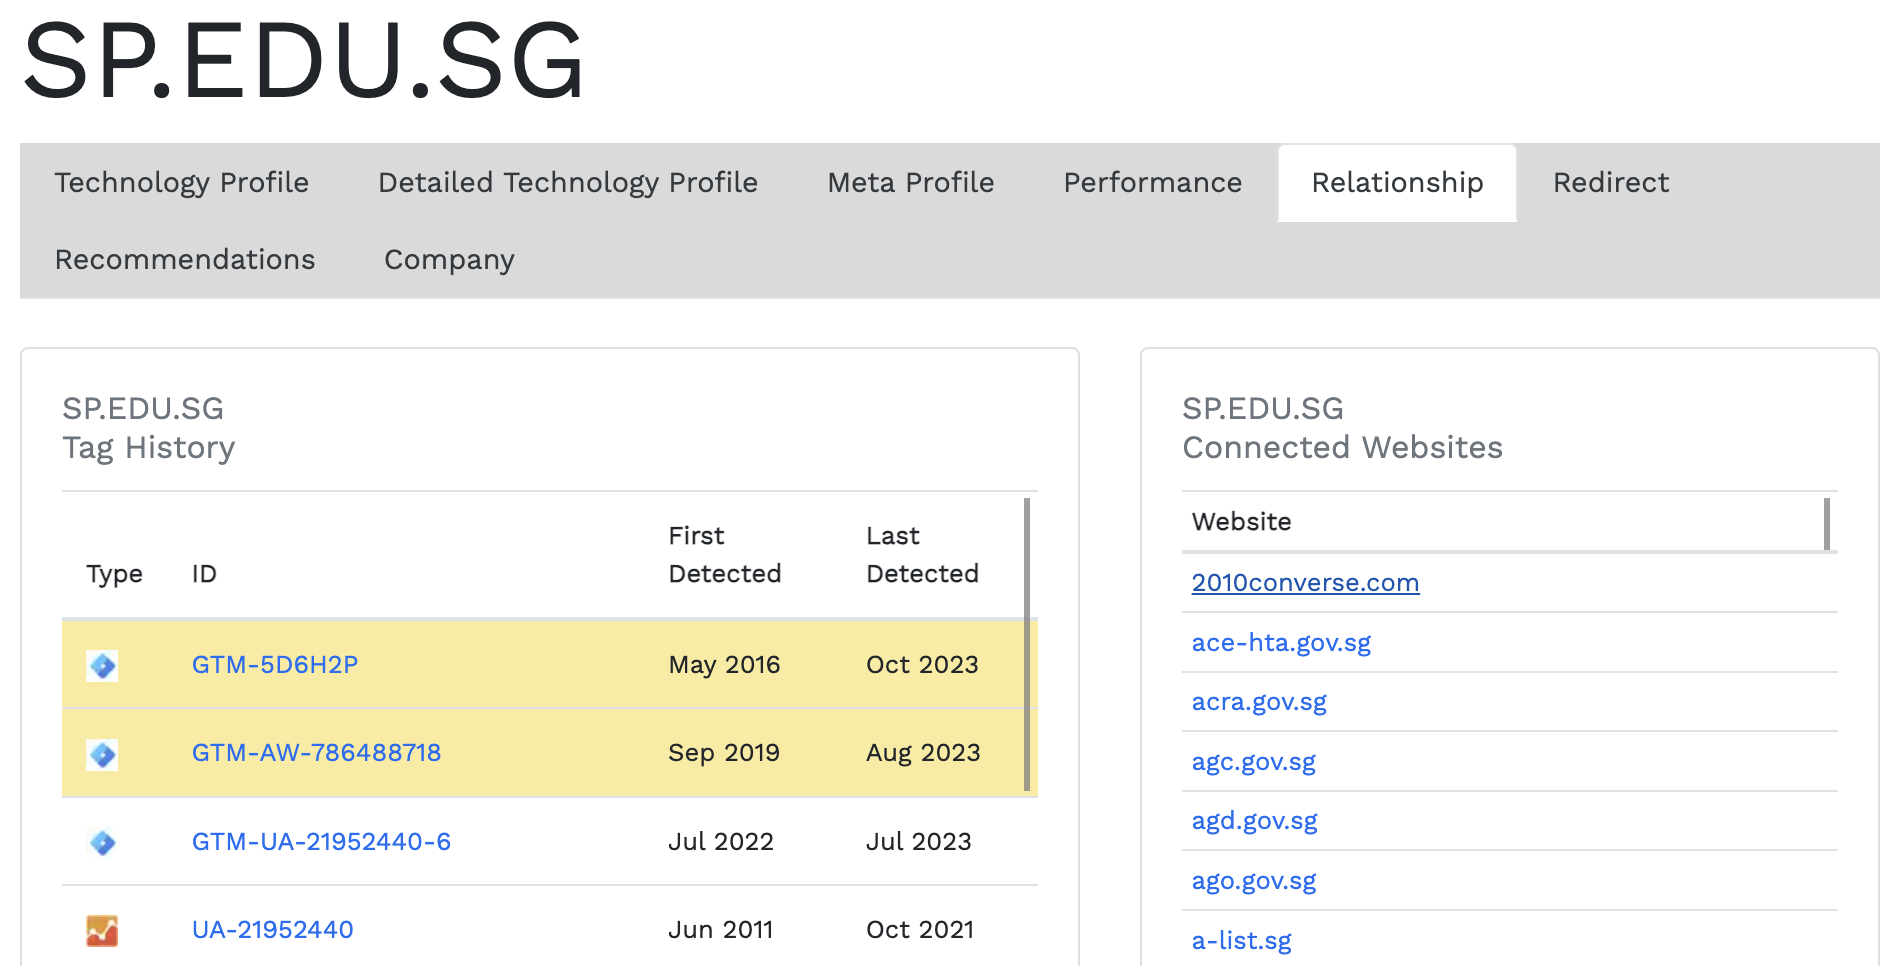 SP.EDU.SG
Technology Profile Detailed Technology Profile Meta Profile Performance Relationship Redirect
Recommendations Company
SP.EDU.SG
Tag History
Type ID First Detected Last Detected
GTM-5D6H2P May 2016 Oct 2023
GTM-AW-786488718 Sep 2019 Aug 2023
GTM-UA-21952440-6 Jul 2022 Jul 2023
UA-21952440 Jun 2011 Oct 2021
SP.EDU.SG
Connected Websites
Website
2010converse.com
ace-hta.gov.sg
acra.gov.sg
agc.gov.sg
agd.gov.sg
ago.gov.sg
a-list.sg